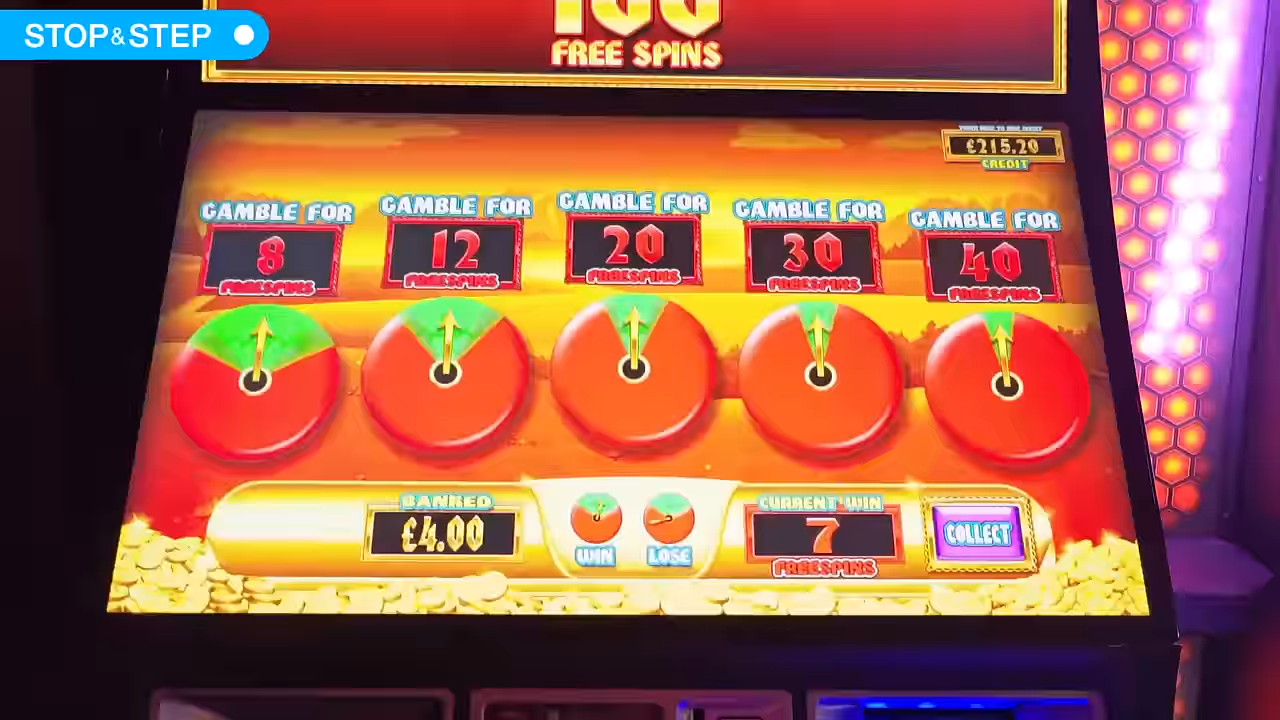 STOP&STEP
100
FREE SPINS
£215.20
CREDIT
GAMBLE FOR
8
FREESPINS
GAMBLE FOR
12
FREESPINS
GAMBLE FOR
20
FREESPINS
GAMBLE FOR
30
FREESPINS
GAMBLE FOR
40
FREESPINS
BANKED
£4.00
WIN
LOSE
CURRENT WIN
7
FREESPINS
COLLECT